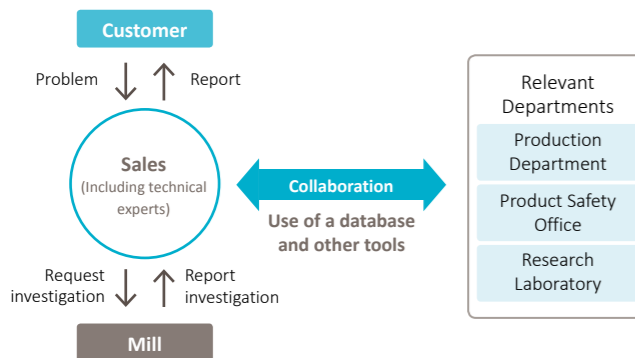 Customer
Problem
Report
Sales
(Including technical
experts)
Collaboration
Use of a database
and other tools
Request
investigation
Report
investigation
Mill
Relevant
Departments
Production
Department
Product Safety
Office
Research
Laboratory